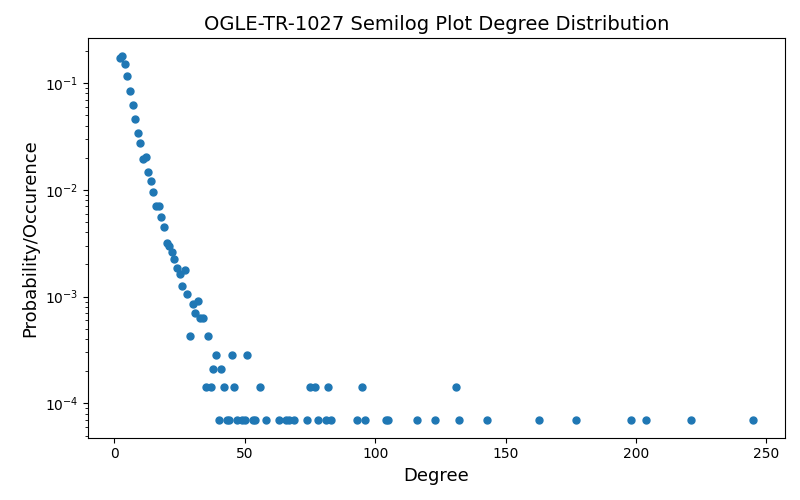 OGLE-TR-1027 Semilog Plot Degree Distribution
10⁻¹
10⁻²
10⁻³
10⁻⁴
Probability/Occurence
0 50 100 150 200 250
Degree